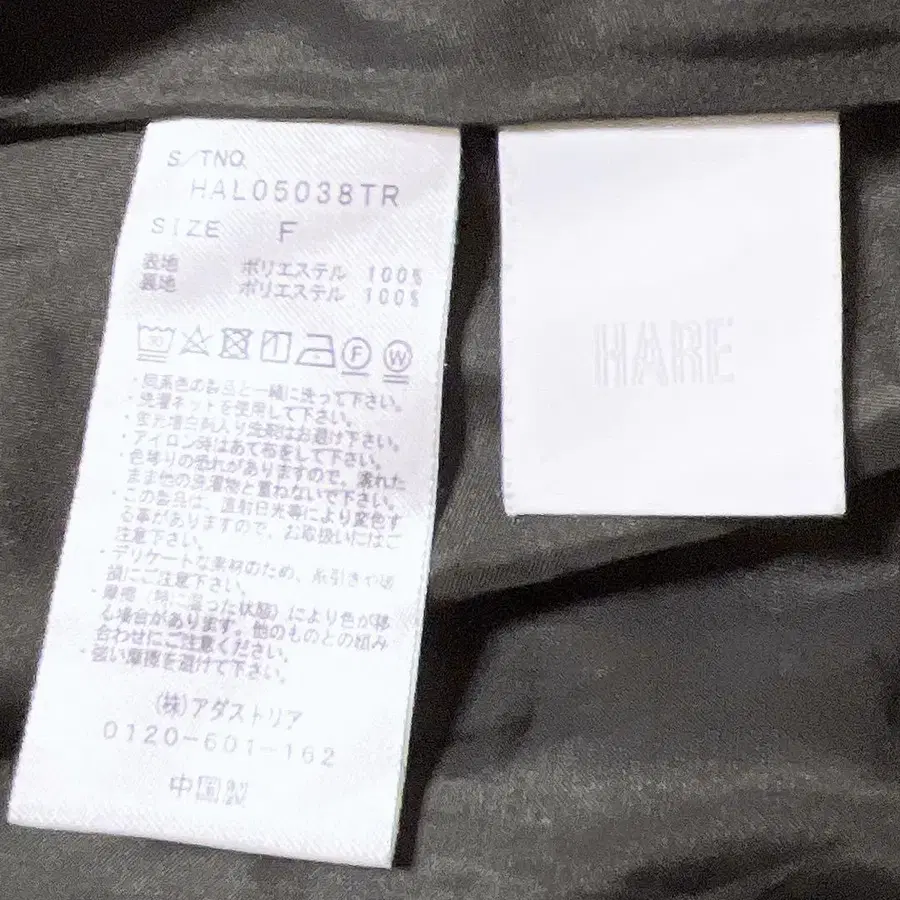 S/TNO.
HAL05038TR
SIZE F
表地 ポリエステル 100%
裏地 ポリエステル 100%
30 F W
・同系色の製品と一緒に洗って下さい。
・洗濯ネットを使用して下さい。
・蛍光増白剤入り洗剤はお避け下さい。
・アイロン時はあて布をして下さい。
・色移りの恐れがありますので、濡れた
まま他の洗濯物と重ねないで下さい。
・この製品は、直射日光等により変色す
る事がありますので、お取扱いにはご
注意下さい。
・デリケートな素材のため、糸引きや破
損にご注意下さい。
・摩擦(特に湿った状態)により色が移
る場合があります。他のものとの組み
合わせにご注意ください。
・強い摩擦を避けて下さい。
(株)アダストリア
0120-601-162
中国製
HARE